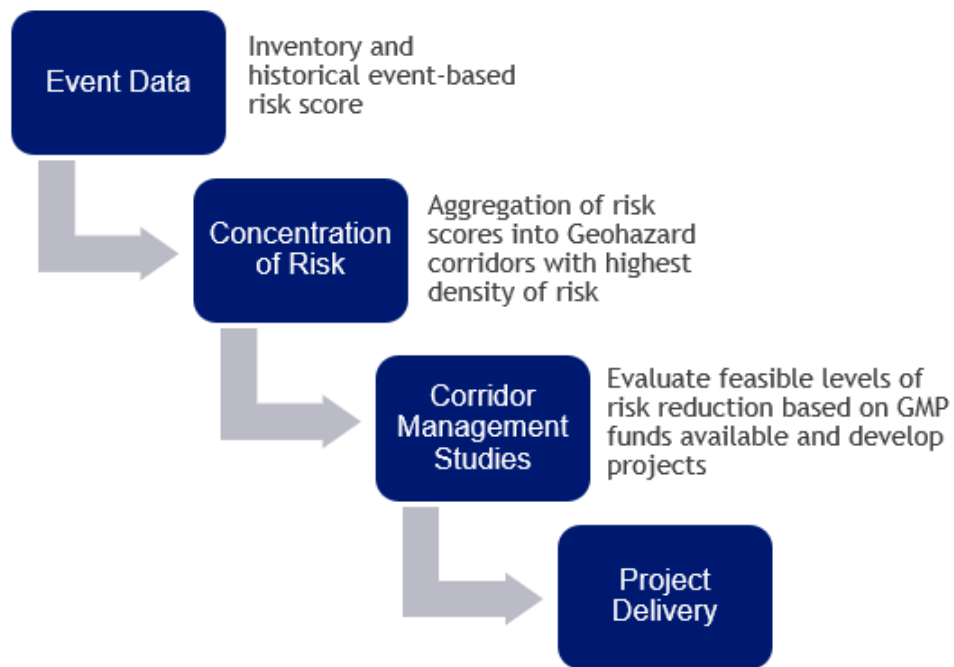 Event Data
Inventory and
historical event-based
risk score
Concentration
of Risk
Aggregation of risk
scores into Geohazard
corridors with highest
density of risk
Corridor
Management
Studies
Evaluate feasible levels of
risk reduction based on GMP
funds available and develop
projects
Project
Delivery